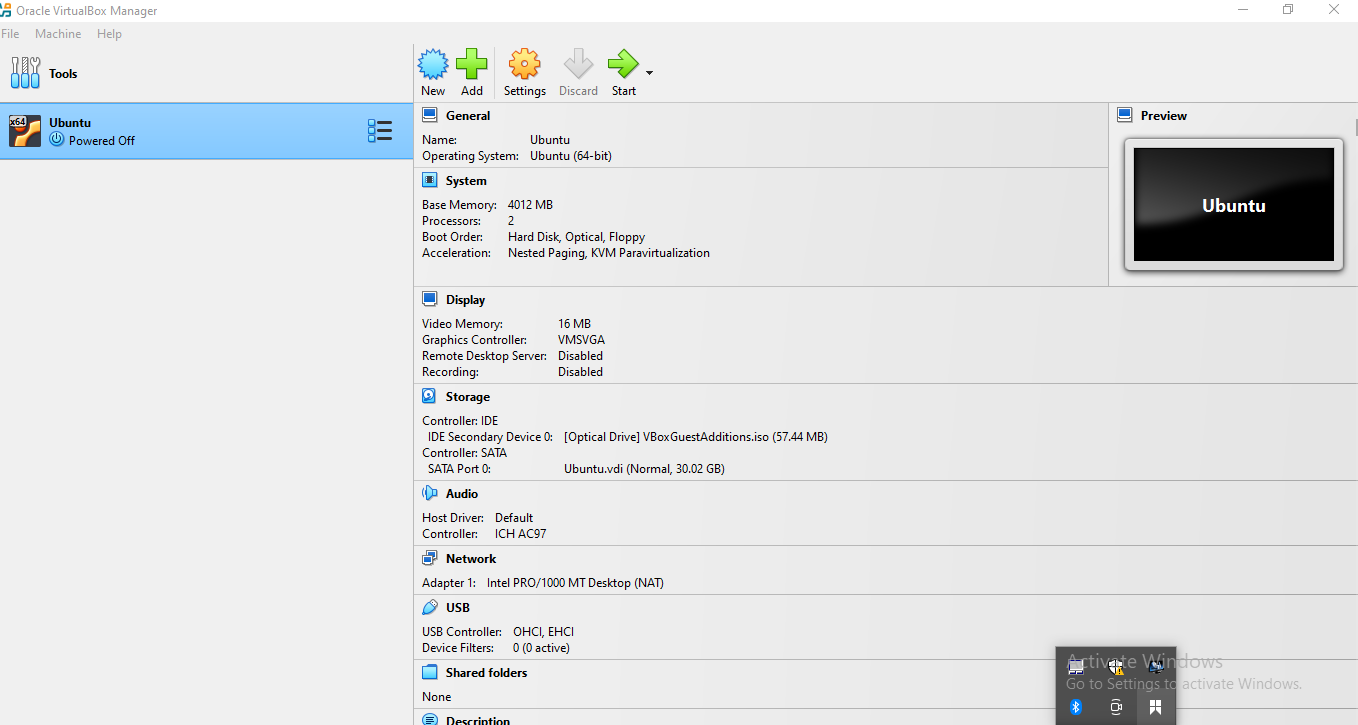 Oracle VirtualBox Manager
File Machine Help
Tools
New Add Settings Discard Start
x64
Ubuntu
Powered Off
General
Name: Ubuntu
Operating System: Ubuntu (64-bit)
Preview
Ubuntu
System
Base Memory: 4012 MB
Processors: 2
Boot Order: Hard Disk, Optical, Floppy
Acceleration: Nested Paging, KVM Paravirtualization
Display
Video Memory: 16 MB
Graphics Controller: VMSVGA
Remote Desktop Server: Disabled
Recording: Disabled
Storage
Controller: IDE
IDE Secondary Device 0: [Optical Drive] VBoxGuestAdditions.iso (57.44 MB)
Controller: SATA
SATA Port 0: Ubuntu.vdi (Normal, 30.02 GB)
Audio
Host Driver: Default
Controller: ICH AC97
Network
Adapter 1: Intel PRO/1000 MT Desktop (NAT)
USB
USB Controller: OHCI, EHCI
Device Filters: 0 (0 active)
Shared folders
None
Description
Activate Windows
Go to Settings to activate Windows.